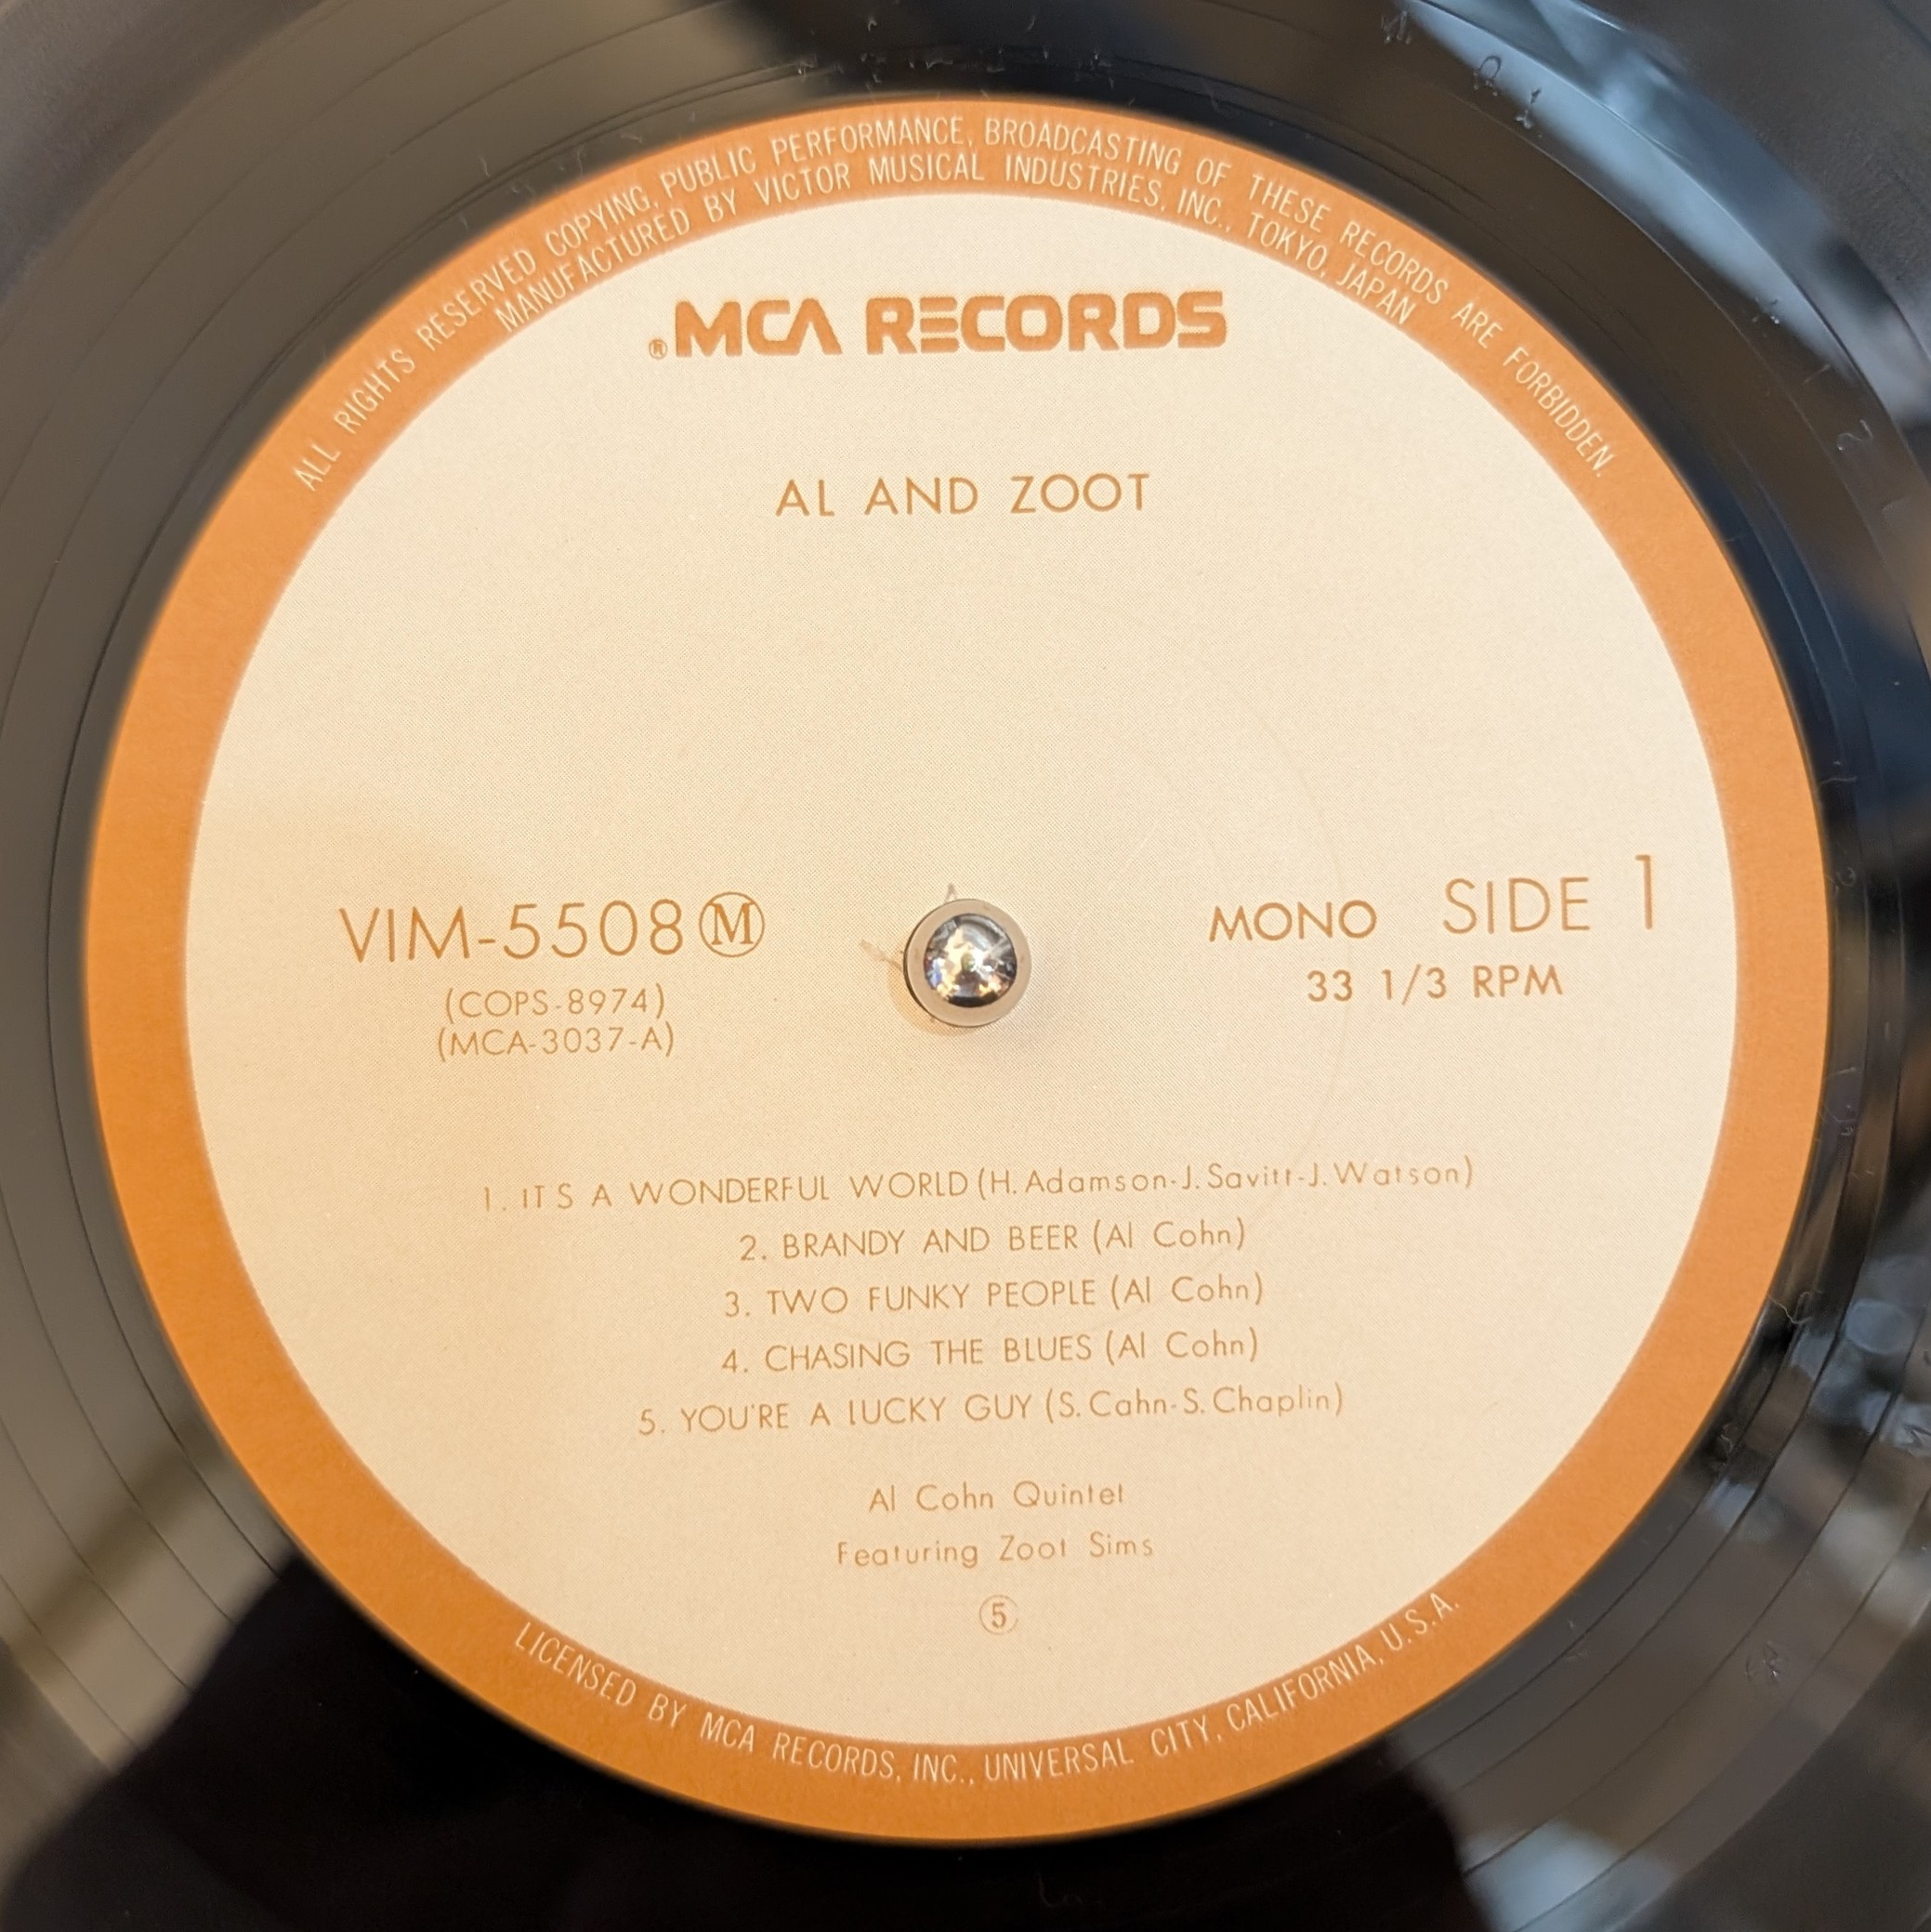 ALL RIGHTS RESERVED COPYING, PUBLIC PERFORMANCE, BROADCASTING OF THESE RECORDS ARE FORBIDDEN.
MANUFACTURED BY VICTOR MUSICAL INDUSTRIES, INC., TOKYO, JAPAN
® MCA RECORDS
AL AND ZOOT
VIM-5508 Ⓜ
(COPS-8974)
(MCA-3037-A)
MONO SIDE 1
33 1/3 RPM
1. IT S A WONDERFUL WORLD (H. Adamson-J. Savitt-J. Watson)
2. BRANDY AND BEER (Al Cohn)
3. TWO FUNKY PEOPLE (Al Cohn)
4. CHASING THE BLUES (Al Cohn)
5. YOU'RE A LUCKY GUY (S. Cahn-S. Chaplin)
Al Cohn Quintet
Featuring Zoot Sims
⑤
LICENSED BY MCA RECORDS, INC., UNIVERSAL CITY, CALIFORNIA, U.S.A.